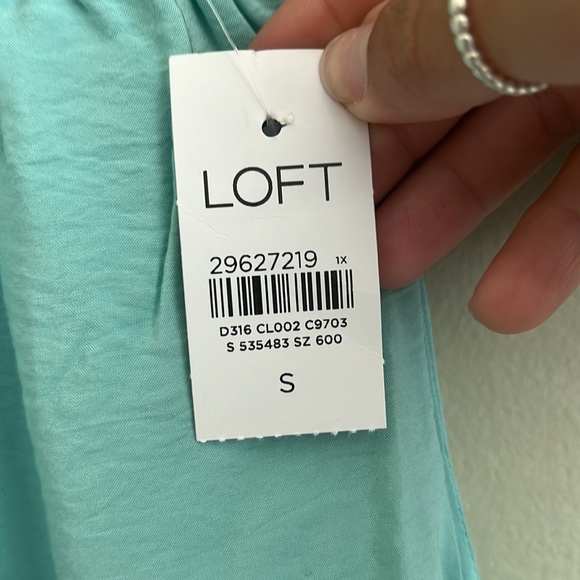 LOFT
29627219 1X
D316 CL002 C9703
S 535483 SZ 600
S